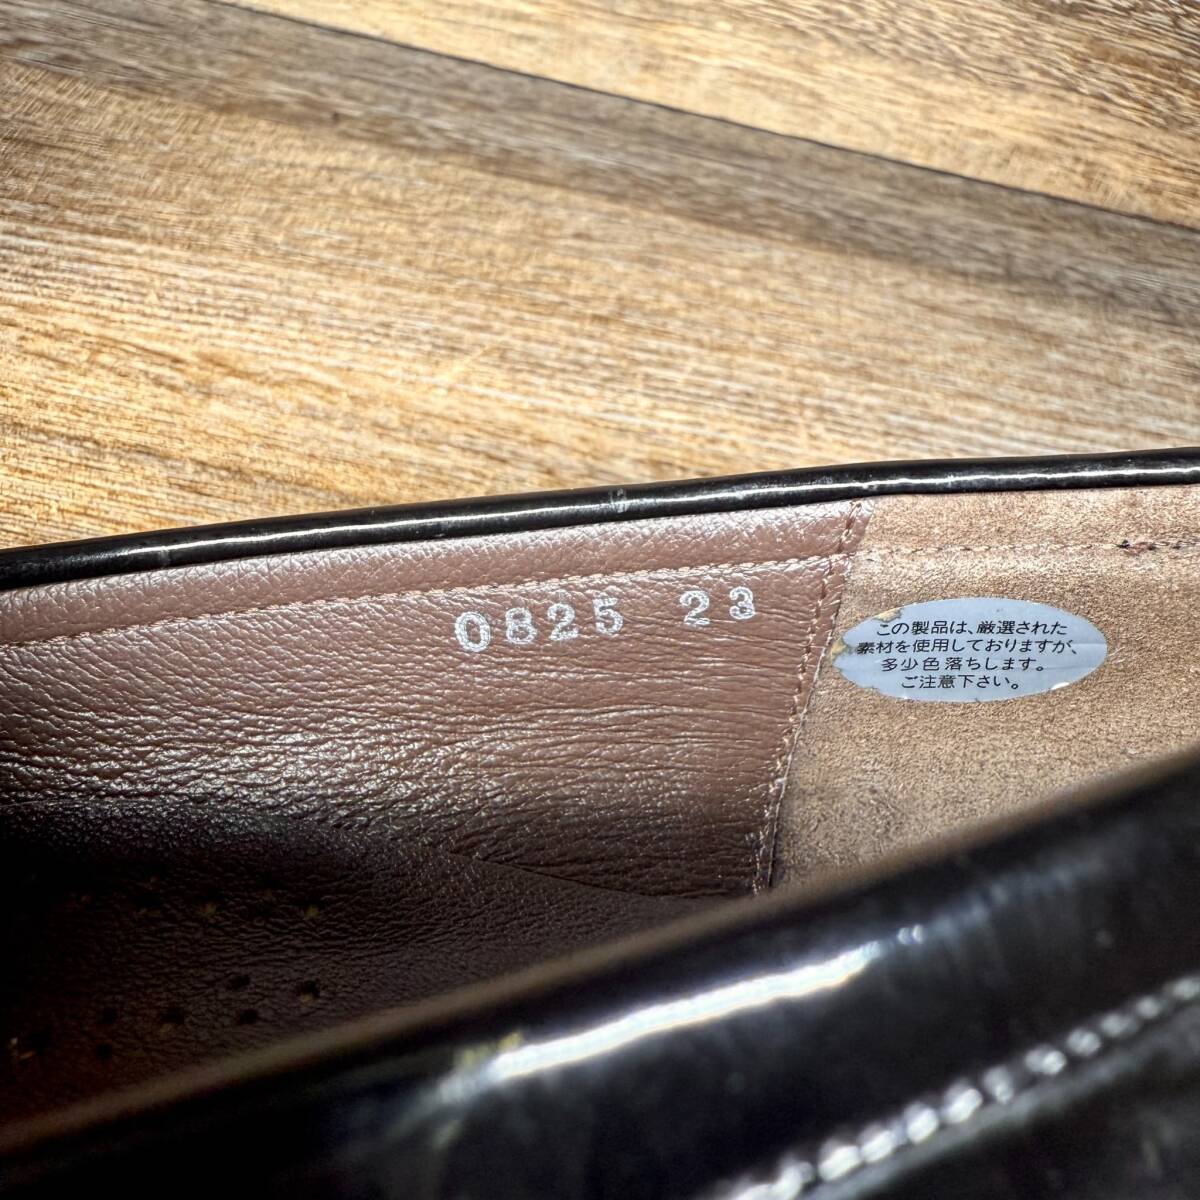 0825 23
この製品は、厳選された
素材を使用しておりますが、
多少色落ちします。
ご注意下さい。